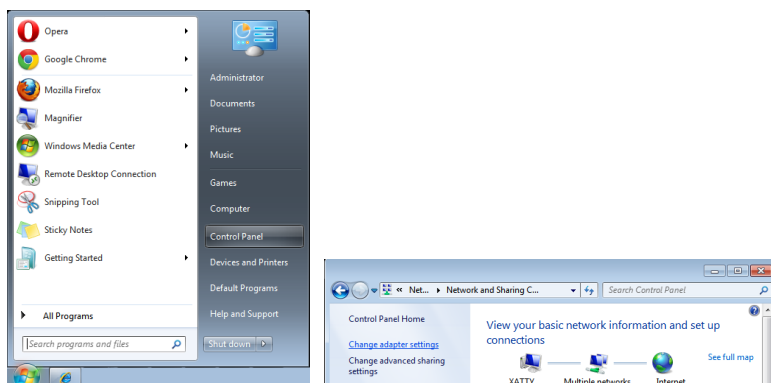 Opera
Google Chrome
Mozilla Firefox
Magnifier
Windows Media Center
Remote Desktop Connection
Snipping Tool
Sticky Notes
Getting Started
All Programs
Search programs and files
Administrator
Documents
Pictures
Music
Games
Computer
Control Panel
Devices and Printers
Default Programs
Help and Support
Shut down
« Net... Network and Sharing C... Search Control Panel
Control Panel Home
Change adapter settings
Change advanced sharing
settings
View your basic network information and set up
connections
See full map
XATTY Multiple networks Internet